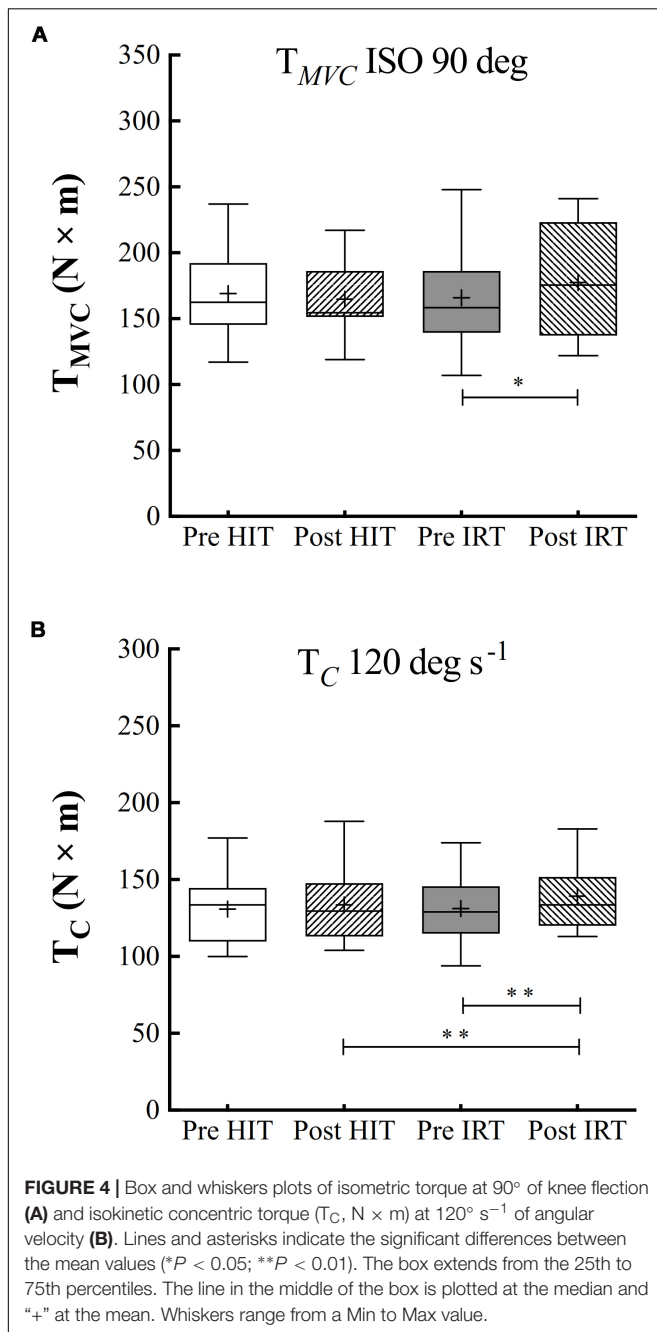 A
T_MVC ISO 90 deg
350
300
250
200
150
100
50
0
T_MVC (N × m)
*
Pre HIT Post HIT Pre IRT Post IRT
B
T_C 120 deg s^-1
300
250
200
150
100
50
0
T_C (N × m)
**
**
Pre HIT Post HIT Pre IRT Post IRT
FIGURE 4 | Box and whiskers plots of isometric torque at 90° of knee flection
(A) and isokinetic concentric torque (T_C, N × m) at 120° s^−1 of angular
velocity (B). Lines and asterisks indicate the significant differences between
the mean values (*P < 0.05; **P < 0.01). The box extends from the 25th to
75th percentiles. The line in the middle of the box is plotted at the median and
“+” at the mean. Whiskers range from a Min to Max value.